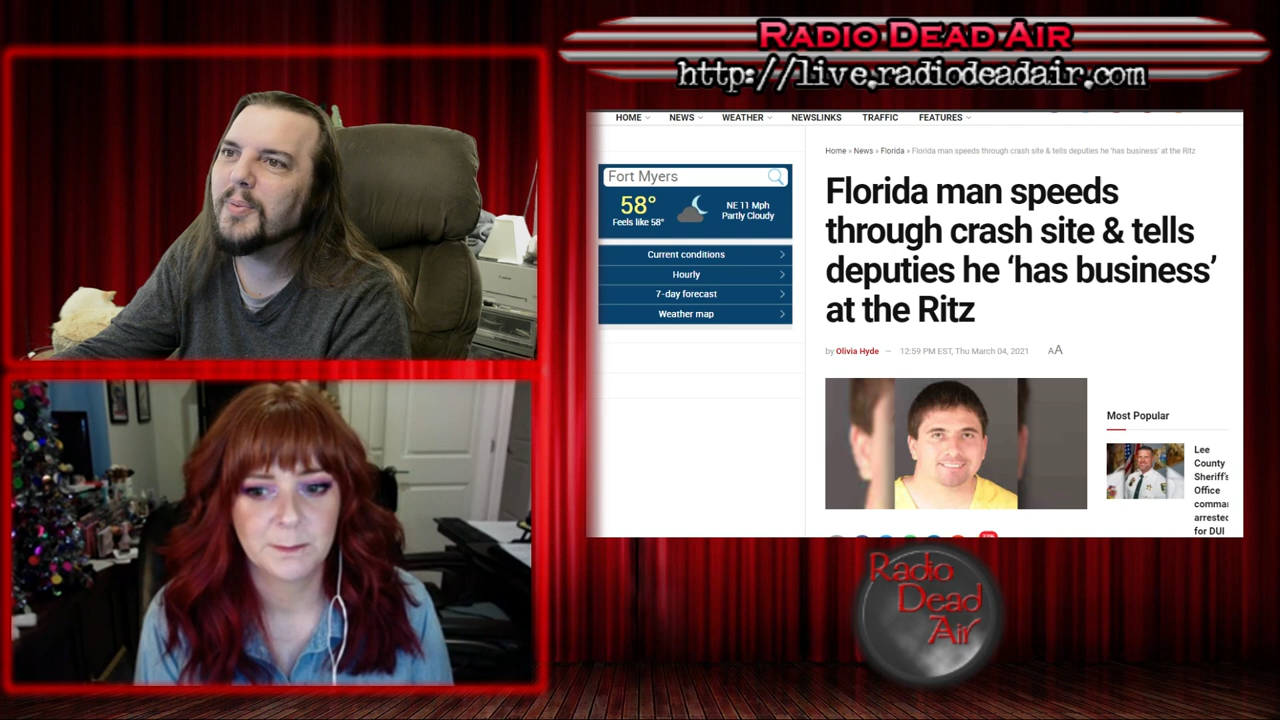 RADIO DEAD AIR
http://live.radiodeadair.com
HOME
NEWS
WEATHER
NEWSLINKS
TRAFFIC
FEATURES
Home » News » Florida » Florida man speeds through crash site & tells deputies he 'has business' at the Ritz
Fort Myers
58°
Feels like 58°
NE 11 Mph
Partly Cloudy
Current conditions
Hourly
7-day forecast
Weather map
Florida man speeds
through crash site & tells
deputies he ‘has business’
at the Ritz
by Olivia Hyde — 12:59 PM EST, Thu March 04, 2021 AA
Most Popular
Lee
County
Sheriff's
Office
comma
arrested
for DUI
Radio
Dead
Air